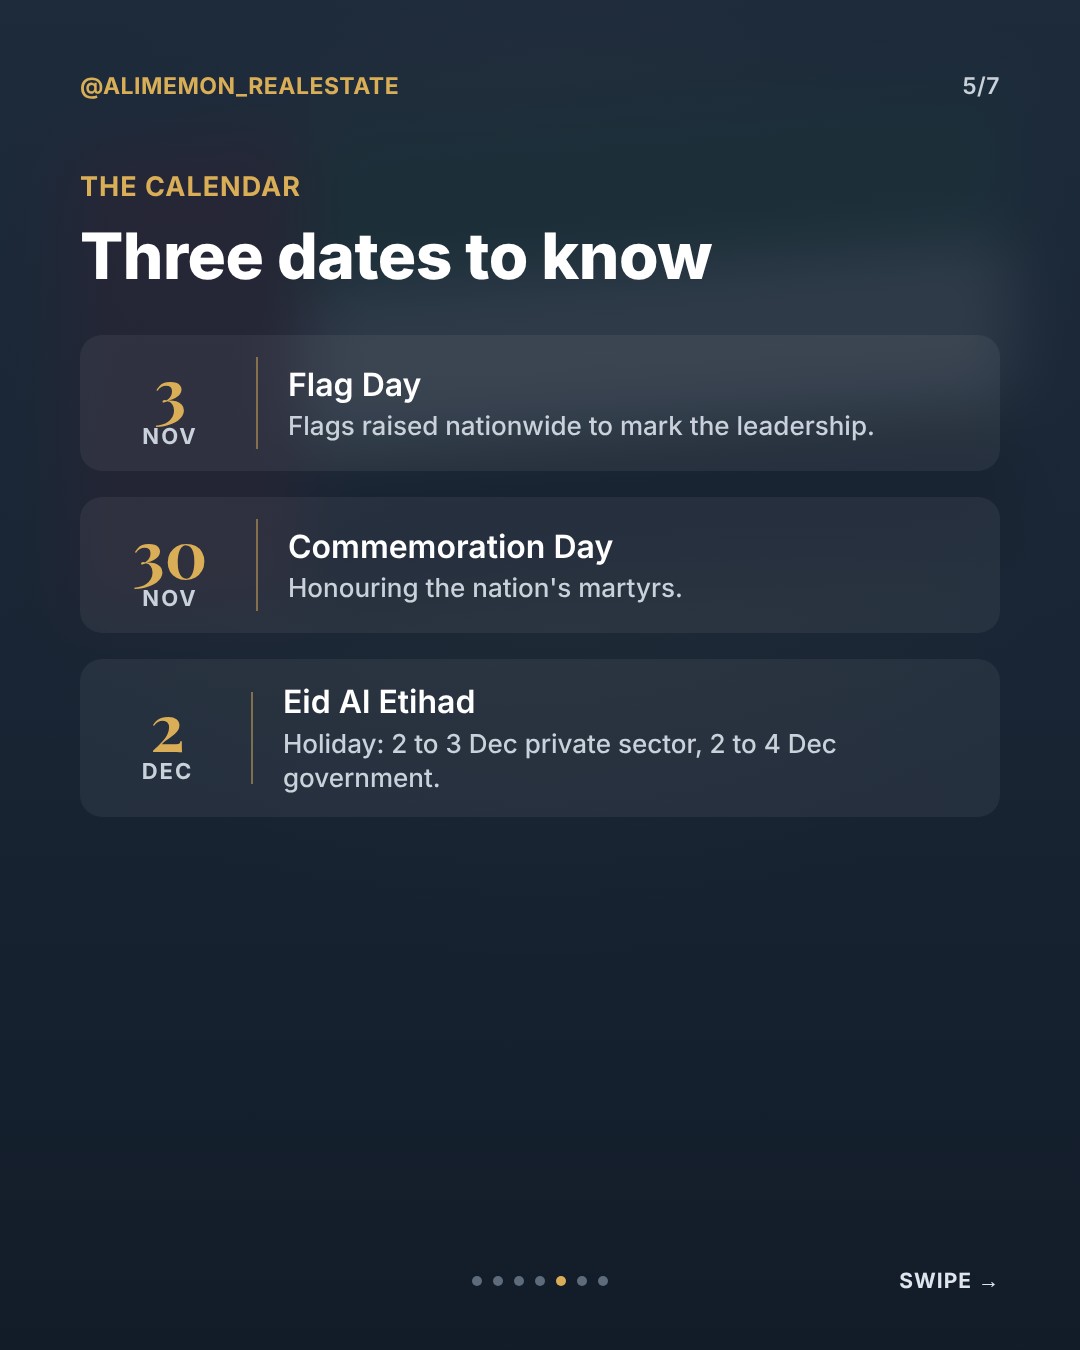 @ALIMEMON_REALESTATE
5/7
THE CALENDAR
Three dates to know
3
NOV
Flag Day
Flags raised nationwide to mark the leadership.
30
NOV
Commemoration Day
Honouring the nation's martyrs.
2
DEC
Eid Al Etihad
Holiday: 2 to 3 Dec private sector, 2 to 4 Dec
government.
SWIPE →